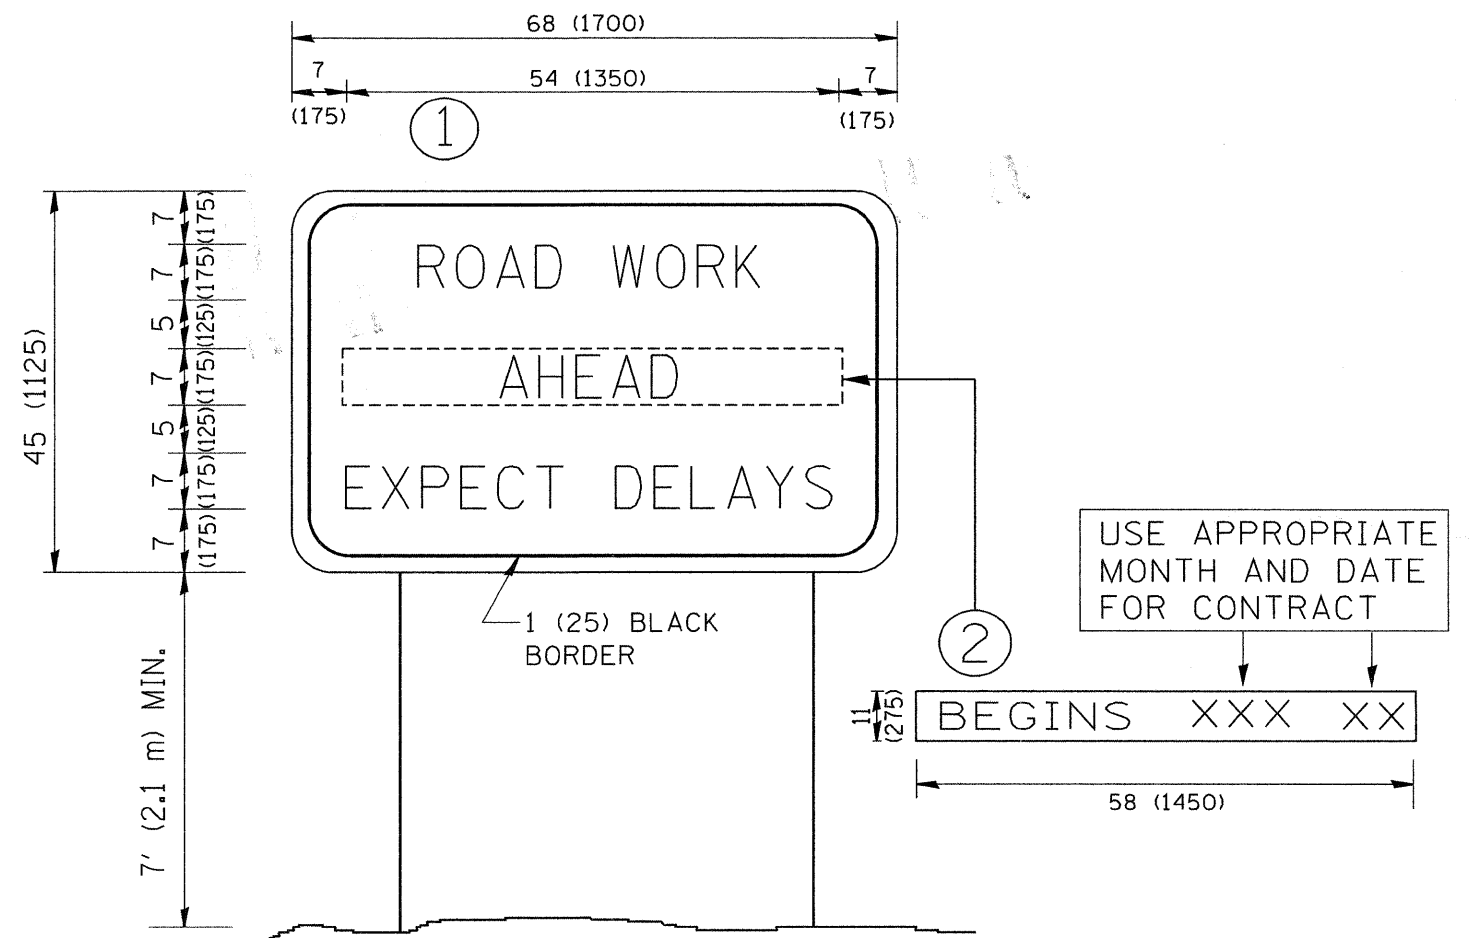 68 (1700)
7
54 (1350)
7
(175)
(175)
1
45 (1125)
7
(175)
7
(175)
5
(125)
7
(175)
5
(125)
7
(175)
7
(175)
ROAD WORK
AHEAD
EXPECT DELAYS
1 (25) BLACK
BORDER
7' (2.1 m) MIN.
2
USE APPROPRIATE
MONTH AND DATE
FOR CONTRACT
11
(275)
BEGINS XXX XX
58 (1450)